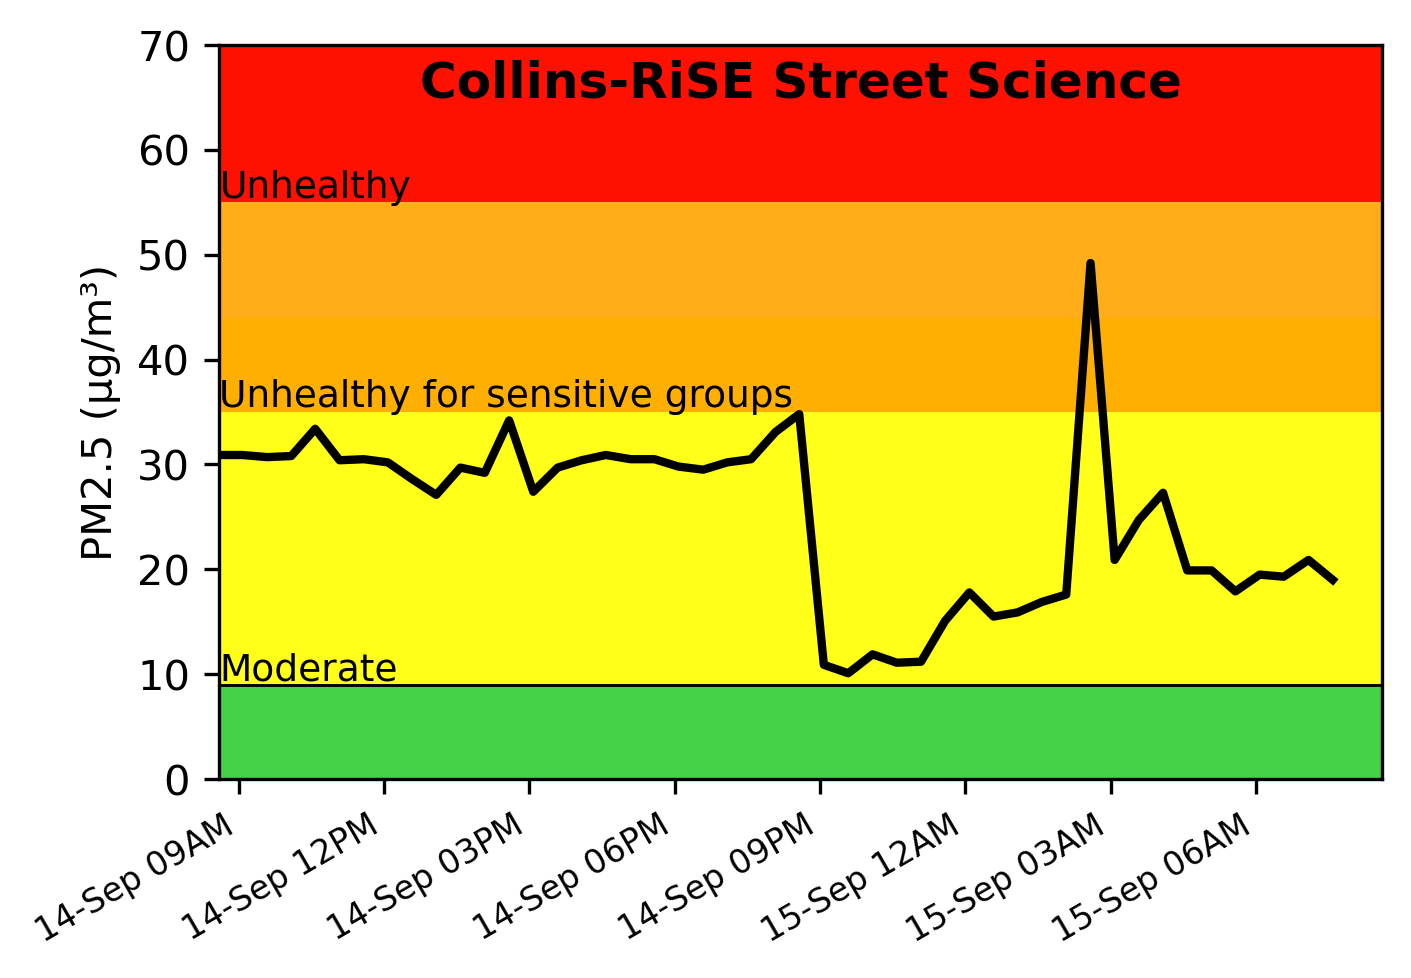 Collins-RiSE Street Science
70
60
50
40
30
20
10
0
PM2.5 (µg/m³)
Unhealthy
Unhealthy for sensitive groups
Moderate
14-Sep 09AM
14-Sep 12PM
14-Sep 03PM
14-Sep 06PM
14-Sep 09PM
15-Sep 12AM
15-Sep 03AM
15-Sep 06AM